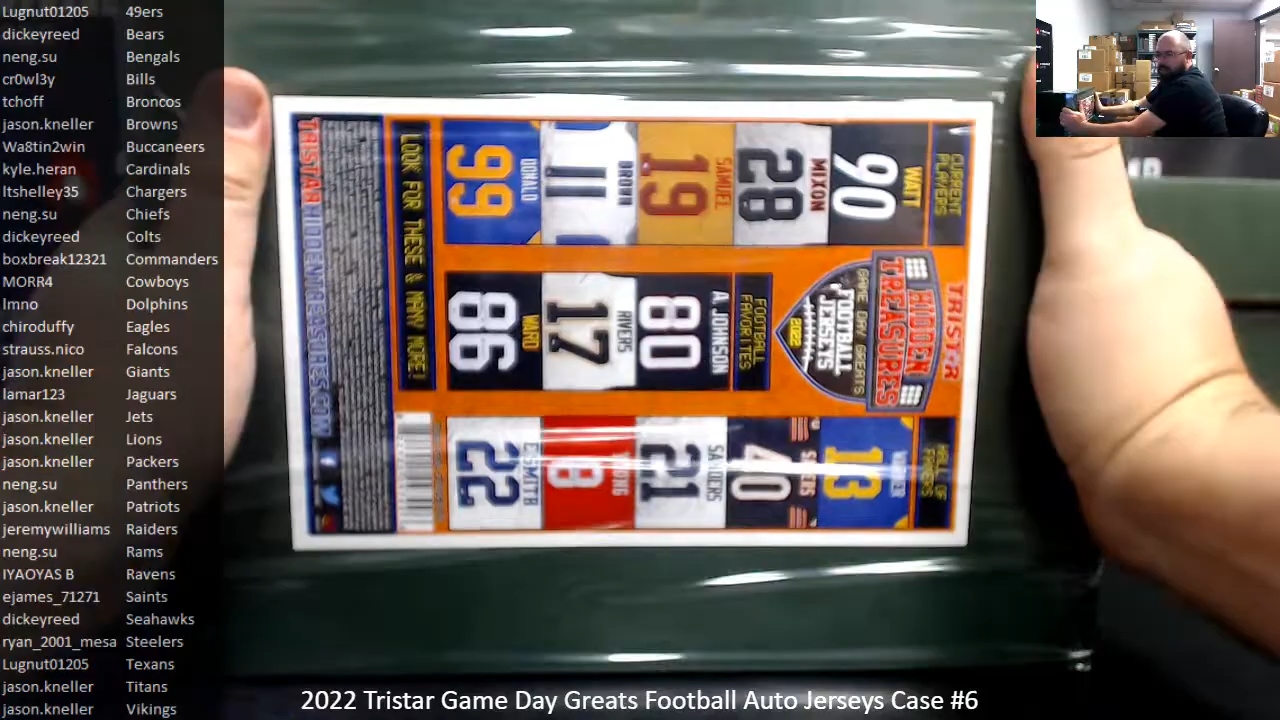 Lugnut01205 49ers
dickeyreed Bears
neng.su Bengals
cr0wl3y Bills
tchoff Broncos
jason.kneller Browns
Wa8tin2win Buccaneers
kyle.heran Cardinals
ltshelley35 Chargers
neng.su Chiefs
dickeyreed Colts
boxbreak12321 Commanders
MORR4 Cowboys
lmno Dolphins
chiroduffy Eagles
strauss.nico Falcons
jason.kneller Giants
lamar123 Jaguars
jason.kneller Jets
jason.kneller Lions
jason.kneller Packers
neng.su Panthers
jason.kneller Patriots
jeremywilliams Raiders
neng.su Rams
IYAOYAS B Ravens
ejames_71271 Saints
dickeyreed Seahawks
ryan_2001_mesa Steelers
Lugnut01205 Texans
jason.kneller Titans
jason.kneller Vikings
TRISTAR
HIDDEN
TREASURES
GAME DAY GREATS
FOOTBALL
JERSEYS
2022
CURRENT
PLAYERS
WATT
90
MIXON
28
SAMUEL
19
BROWN
11
DONALD
99
FOOTBALL
FAVORITES
A. JOHNSON
80
RIVERS
17
WARD
86
HALL OF
FAMERS
WARNER
13
SAYERS
40
SANDERS
21
YOUNG
8
E. SMITH
22
LOOK FOR THESE & MANY MORE!
TRISTARHIDDENTREASURES.COM
2022 Tristar Game Day Greats Football Auto Jerseys Case #6